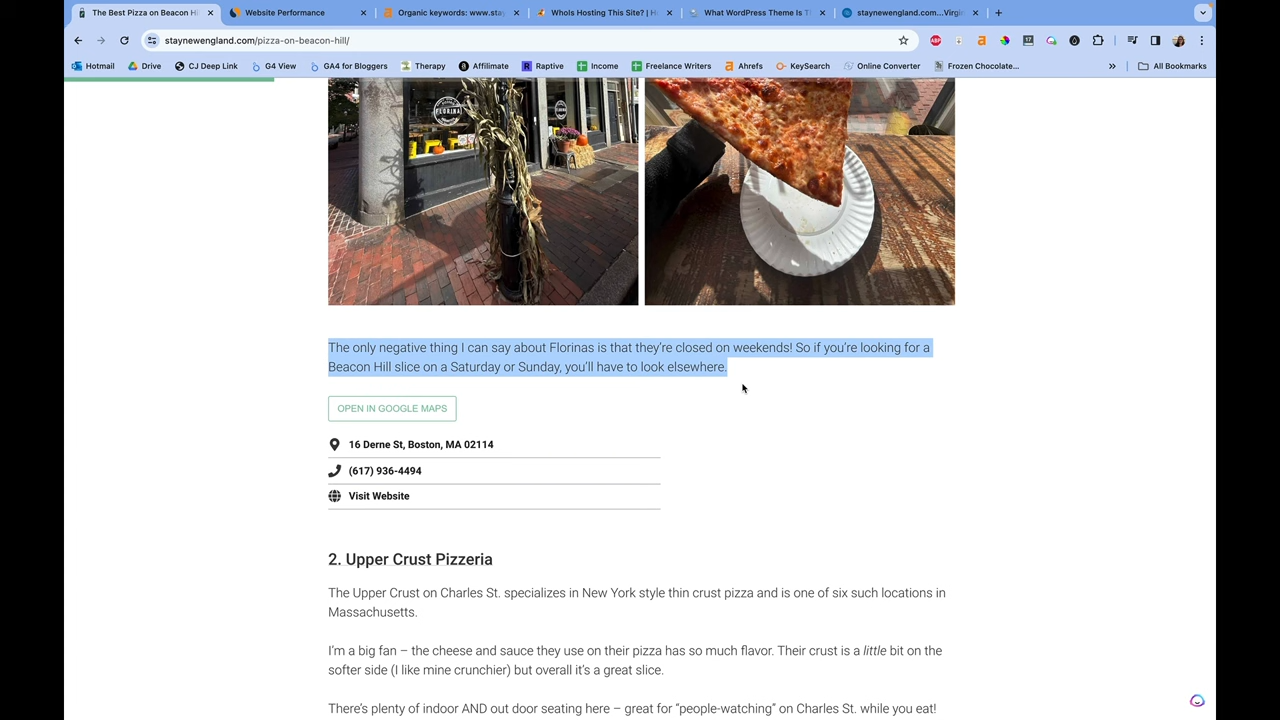 The Best Pizza on Beacon Hi
Website Performance
Organic keywords: www.stay
WhoIs Hosting This Site? | H
What WordPress Theme Is T
staynewengland.com...Virgi
staynewengland.com/pizza-on-beacon-hill/
Hotmail Drive CJ Deep Link G4 View GA4 for Bloggers Therapy Affilimate Raptive Income Freelance Writers Ahrefs KeySearch Online Converter Frozen Chocolate... » All Bookmarks
FLORINA
The only negative thing I can say about Florinas is that they’re closed on weekends! So if you’re looking for a
Beacon Hill slice on a Saturday or Sunday, you’ll have to look elsewhere.
OPEN IN GOOGLE MAPS
16 Derne St, Boston, MA 02114
(617) 936-4494
Visit Website
2. Upper Crust Pizzeria
The Upper Crust on Charles St. specializes in New York style thin crust pizza and is one of six such locations in
Massachusetts.
I’m a big fan – the cheese and sauce they use on their pizza has so much flavor. Their crust is a little bit on the
softer side (I like mine crunchier) but overall it’s a great slice.
There’s plenty of indoor AND out door seating here – great for “people-watching” on Charles St. while you eat!